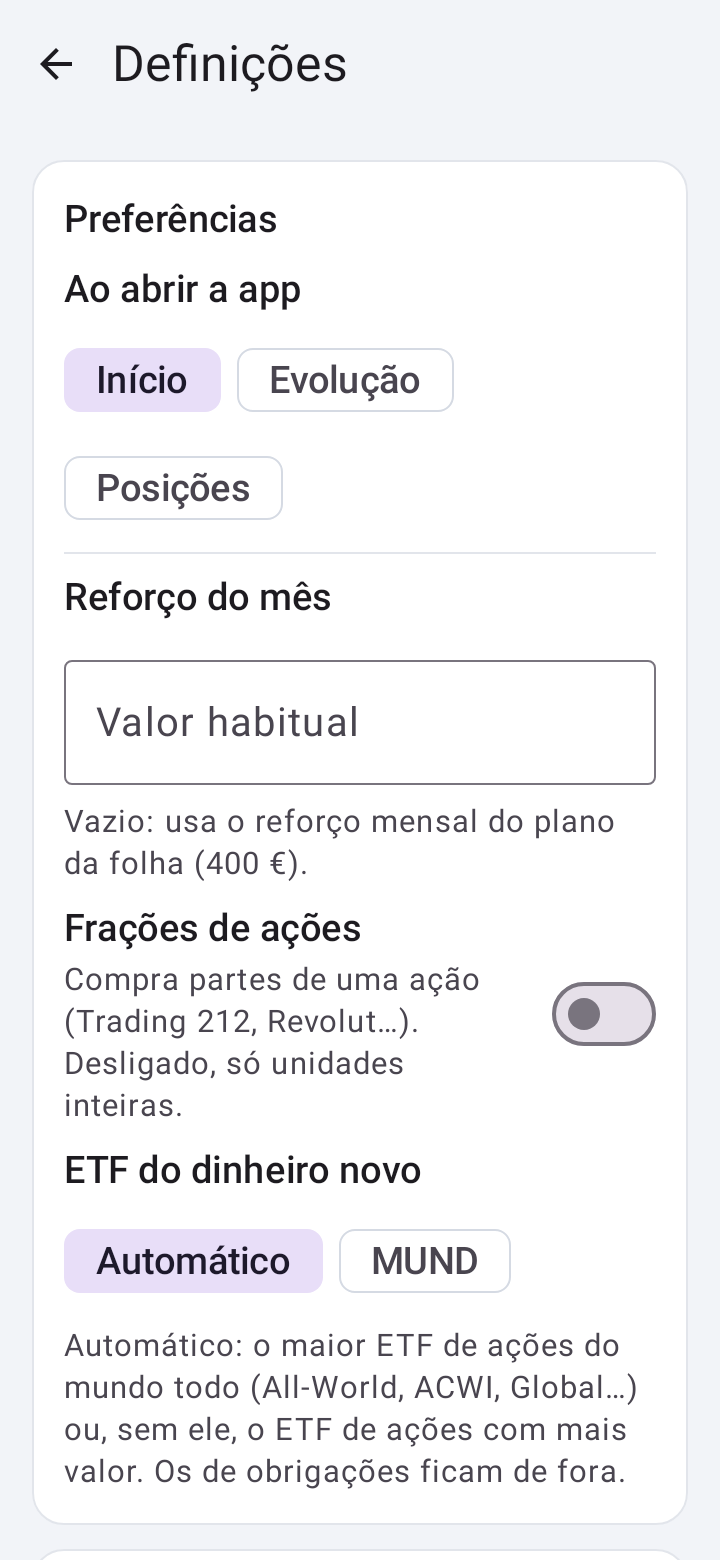 Definições
Preferências
Ao abrir a app
Início
Evolução
Posições
Reforço do mês
Valor habitual
Vazio: usa o reforço mensal do plano
da folha (400 €).
Frações de ações
Compra partes de uma ação
(Trading 212, Revolut…).
Desligado, só unidades
inteiras.
ETF do dinheiro novo
Automático
MUND
Automático: o maior ETF de ações do
mundo todo (All-World, ACWI, Global…)
ou, sem ele, o ETF de ações com mais
valor. Os de obrigações ficam de fora.